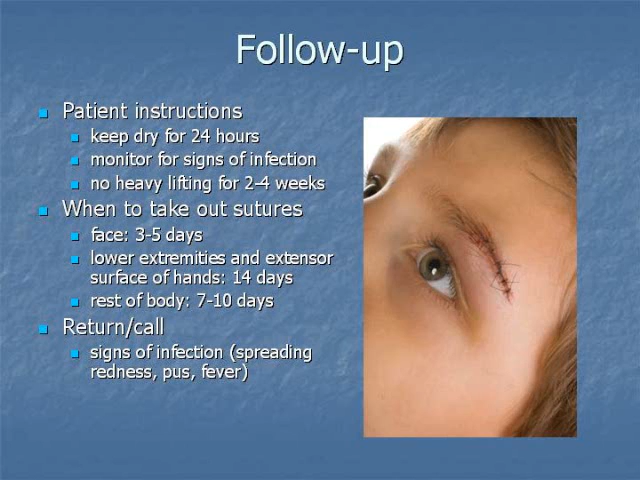 Follow-up
Patient instructions
keep dry for 24 hours
monitor for signs of infection
no heavy lifting for 2-4 weeks
When to take out sutures
face: 3-5 days
lower extremities and extensor
surface of hands: 14 days
rest of body: 7-10 days
Return/call
signs of infection (spreading
redness, pus, fever)